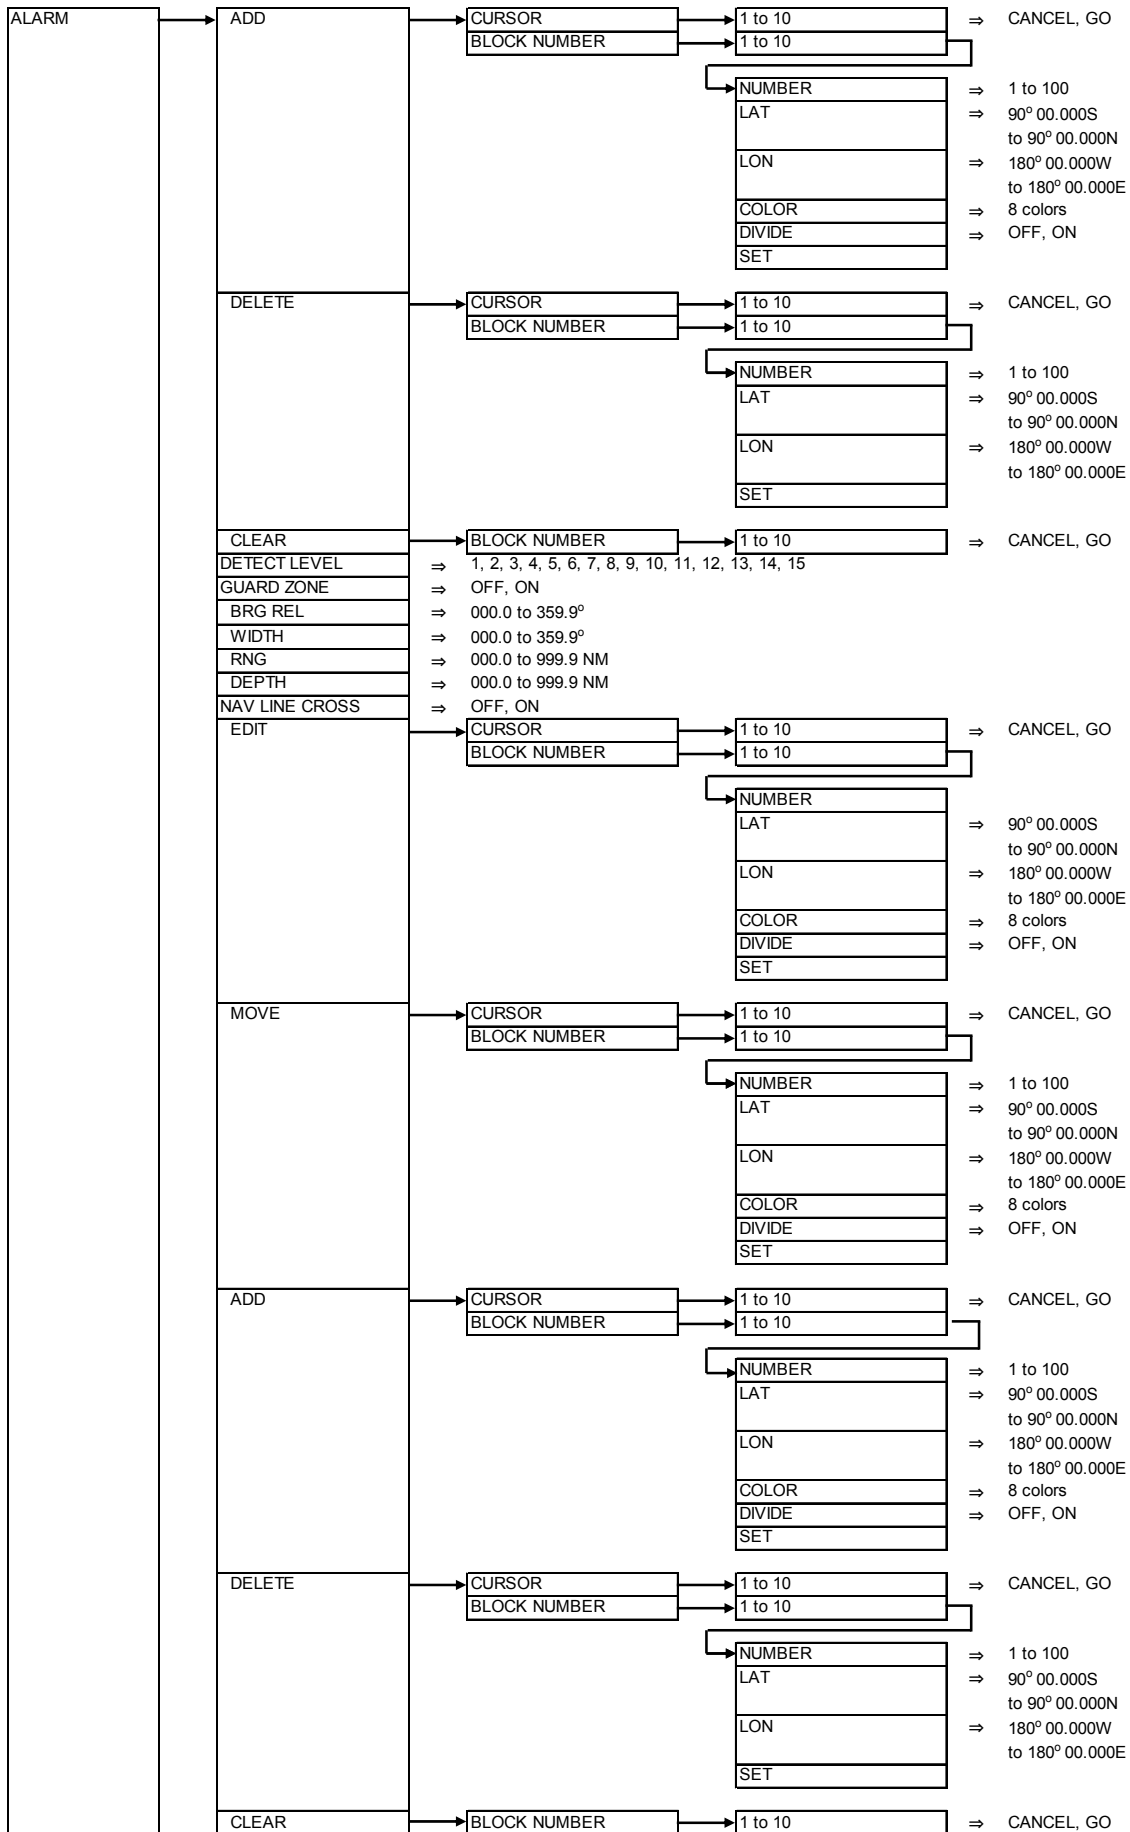 ALARM ADD CURSOR 1 to 10 ⇒ CANCEL, GO
BLOCK NUMBER 1 to 10
NUMBER ⇒ 1 to 100
LAT ⇒ 90° 00.000S
to 90° 00.000N
LON ⇒ 180° 00.000W
to 180° 00.000E
COLOR ⇒ 8 colors
DIVIDE ⇒ OFF, ON
SET
DELETE CURSOR 1 to 10 ⇒ CANCEL, GO
BLOCK NUMBER 1 to 10
NUMBER ⇒ 1 to 100
LAT ⇒ 90° 00.000S
to 90° 00.000N
LON ⇒ 180° 00.000W
to 180° 00.000E
SET
CLEAR BLOCK NUMBER 1 to 10 ⇒ CANCEL, GO
DETECT LEVEL ⇒ 1, 2, 3, 4, 5, 6, 7, 8, 9, 10, 11, 12, 13, 14, 15
GUARD ZONE ⇒ OFF, ON
BRG REL ⇒ 000.0 to 359.9°
WIDTH ⇒ 000.0 to 359.9°
RNG ⇒ 000.0 to 999.9 NM
DEPTH ⇒ 000.0 to 999.9 NM
NAV LINE CROSS ⇒ OFF, ON
EDIT CURSOR 1 to 10 ⇒ CANCEL, GO
BLOCK NUMBER 1 to 10
NUMBER
LAT ⇒ 90° 00.000S
to 90° 00.000N
LON ⇒ 180° 00.000W
to 180° 00.000E
COLOR ⇒ 8 colors
DIVIDE ⇒ OFF, ON
SET
MOVE CURSOR 1 to 10 ⇒ CANCEL, GO
BLOCK NUMBER 1 to 10
NUMBER ⇒ 1 to 100
LAT ⇒ 90° 00.000S
to 90° 00.000N
LON ⇒ 180° 00.000W
to 180° 00.000E
COLOR ⇒ 8 colors
DIVIDE ⇒ OFF, ON
SET
ADD CURSOR 1 to 10 ⇒ CANCEL, GO
BLOCK NUMBER 1 to 10
NUMBER ⇒ 1 to 100
LAT ⇒ 90° 00.000S
to 90° 00.000N
LON ⇒ 180° 00.000W
to 180° 00.000E
COLOR ⇒ 8 colors
DIVIDE ⇒ OFF, ON
SET
DELETE CURSOR 1 to 10 ⇒ CANCEL, GO
BLOCK NUMBER 1 to 10
NUMBER ⇒ 1 to 100
LAT ⇒ 90° 00.000S
to 90° 00.000N
LON ⇒ 180° 00.000W
to 180° 00.000E
SET
CLEAR BLOCK NUMBER 1 to 10 ⇒ CANCEL, GO